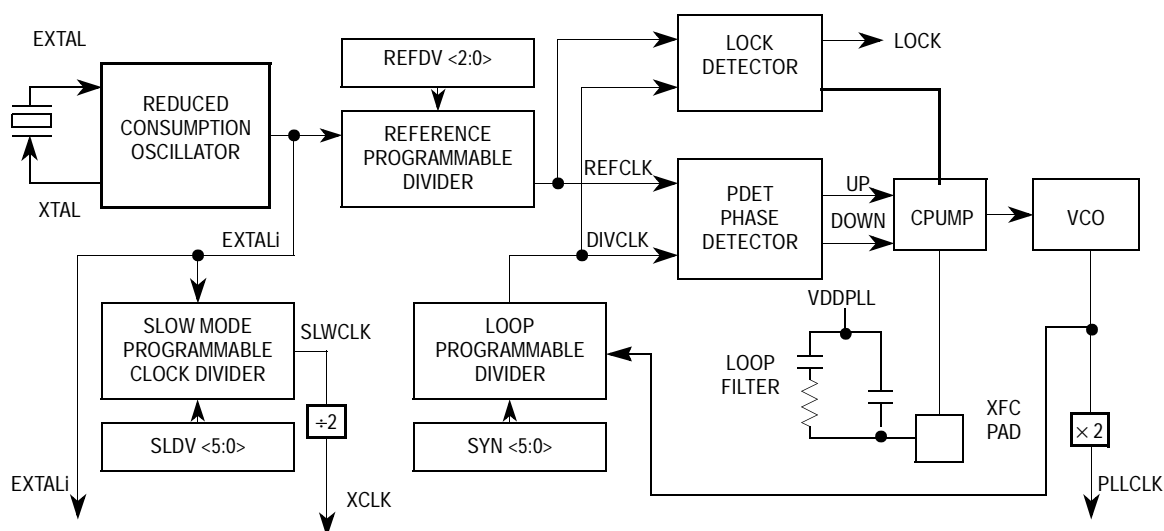 EXTAL
XTAL
REDUCED
CONSUMPTION
OSCILLATOR
REFDV <2:0>
REFERENCE
PROGRAMMABLE
DIVIDER
LOCK
DETECTOR
LOCK
REFCLK
DIVCLK
PDET
PHASE
DETECTOR
UP
DOWN
CPUMP
VCO
EXTALi
SLOW MODE
PROGRAMMABLE
CLOCK DIVIDER
SLWCLK
÷2
SLDV <5:0>
EXTALi
XCLK
LOOP
PROGRAMMABLE
DIVIDER
SYN <5:0>
VDDPLL
LOOP
FILTER
XFC
PAD
× 2
PLLCLK